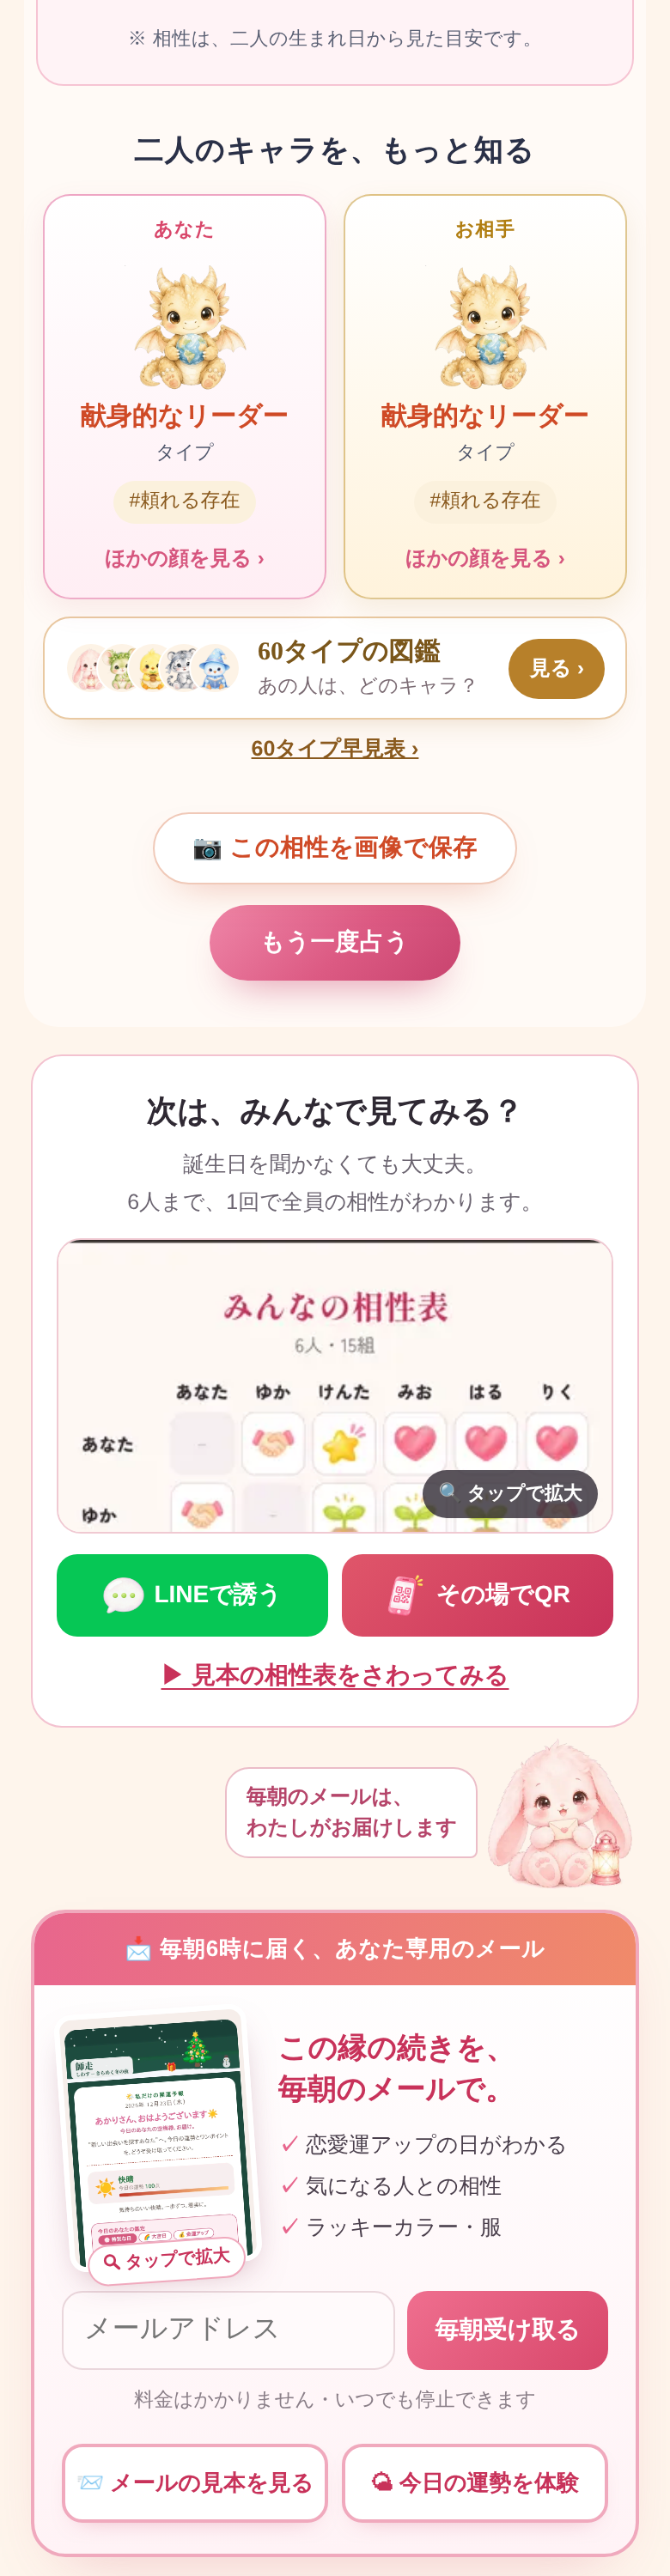 ※ 相性は、二人の生まれ日から見た目安です。
二人のキャラを、もっと知る
あなた
献身的なリーダー
タイプ
#頼れる存在
ほかの顔を見る ›
お相手
献身的なリーダー
タイプ
#頼れる存在
ほかの顔を見る ›
60タイプの図鑑
あの人は、どのキャラ？
見る ›
60タイプ早見表 ›
📷 この相性を画像で保存
もう一度占う
次は、みんなで見てみる？
誕生日を聞かなくても大丈夫。
6人まで、1回で全員の相性がわかります。
みんなの相性表
6人・15組
あなた ゆか けんた みお はる りく
あなた
ゆか
🔍 タップで拡大
LINEで誘う
その場でQR
▶ 見本の相性表をさわってみる
毎朝のメールは、
わたしがお届けします
📩 毎朝6時に届く、あなた専用のメール
師走
私だけの開運予報
あかりさん、おはようございます☀️
快晴
今日のあなたの運気
🔍 タップで拡大
この縁の続きを、
毎朝のメールで。
✓ 恋愛運アップの日がわかる
✓ 気になる人との相性
✓ ラッキーカラー・服
メールアドレス
毎朝受け取る
料金はかかりません・いつでも停止できます
📨 メールの見本を見る
🌤 今日の運勢を体験